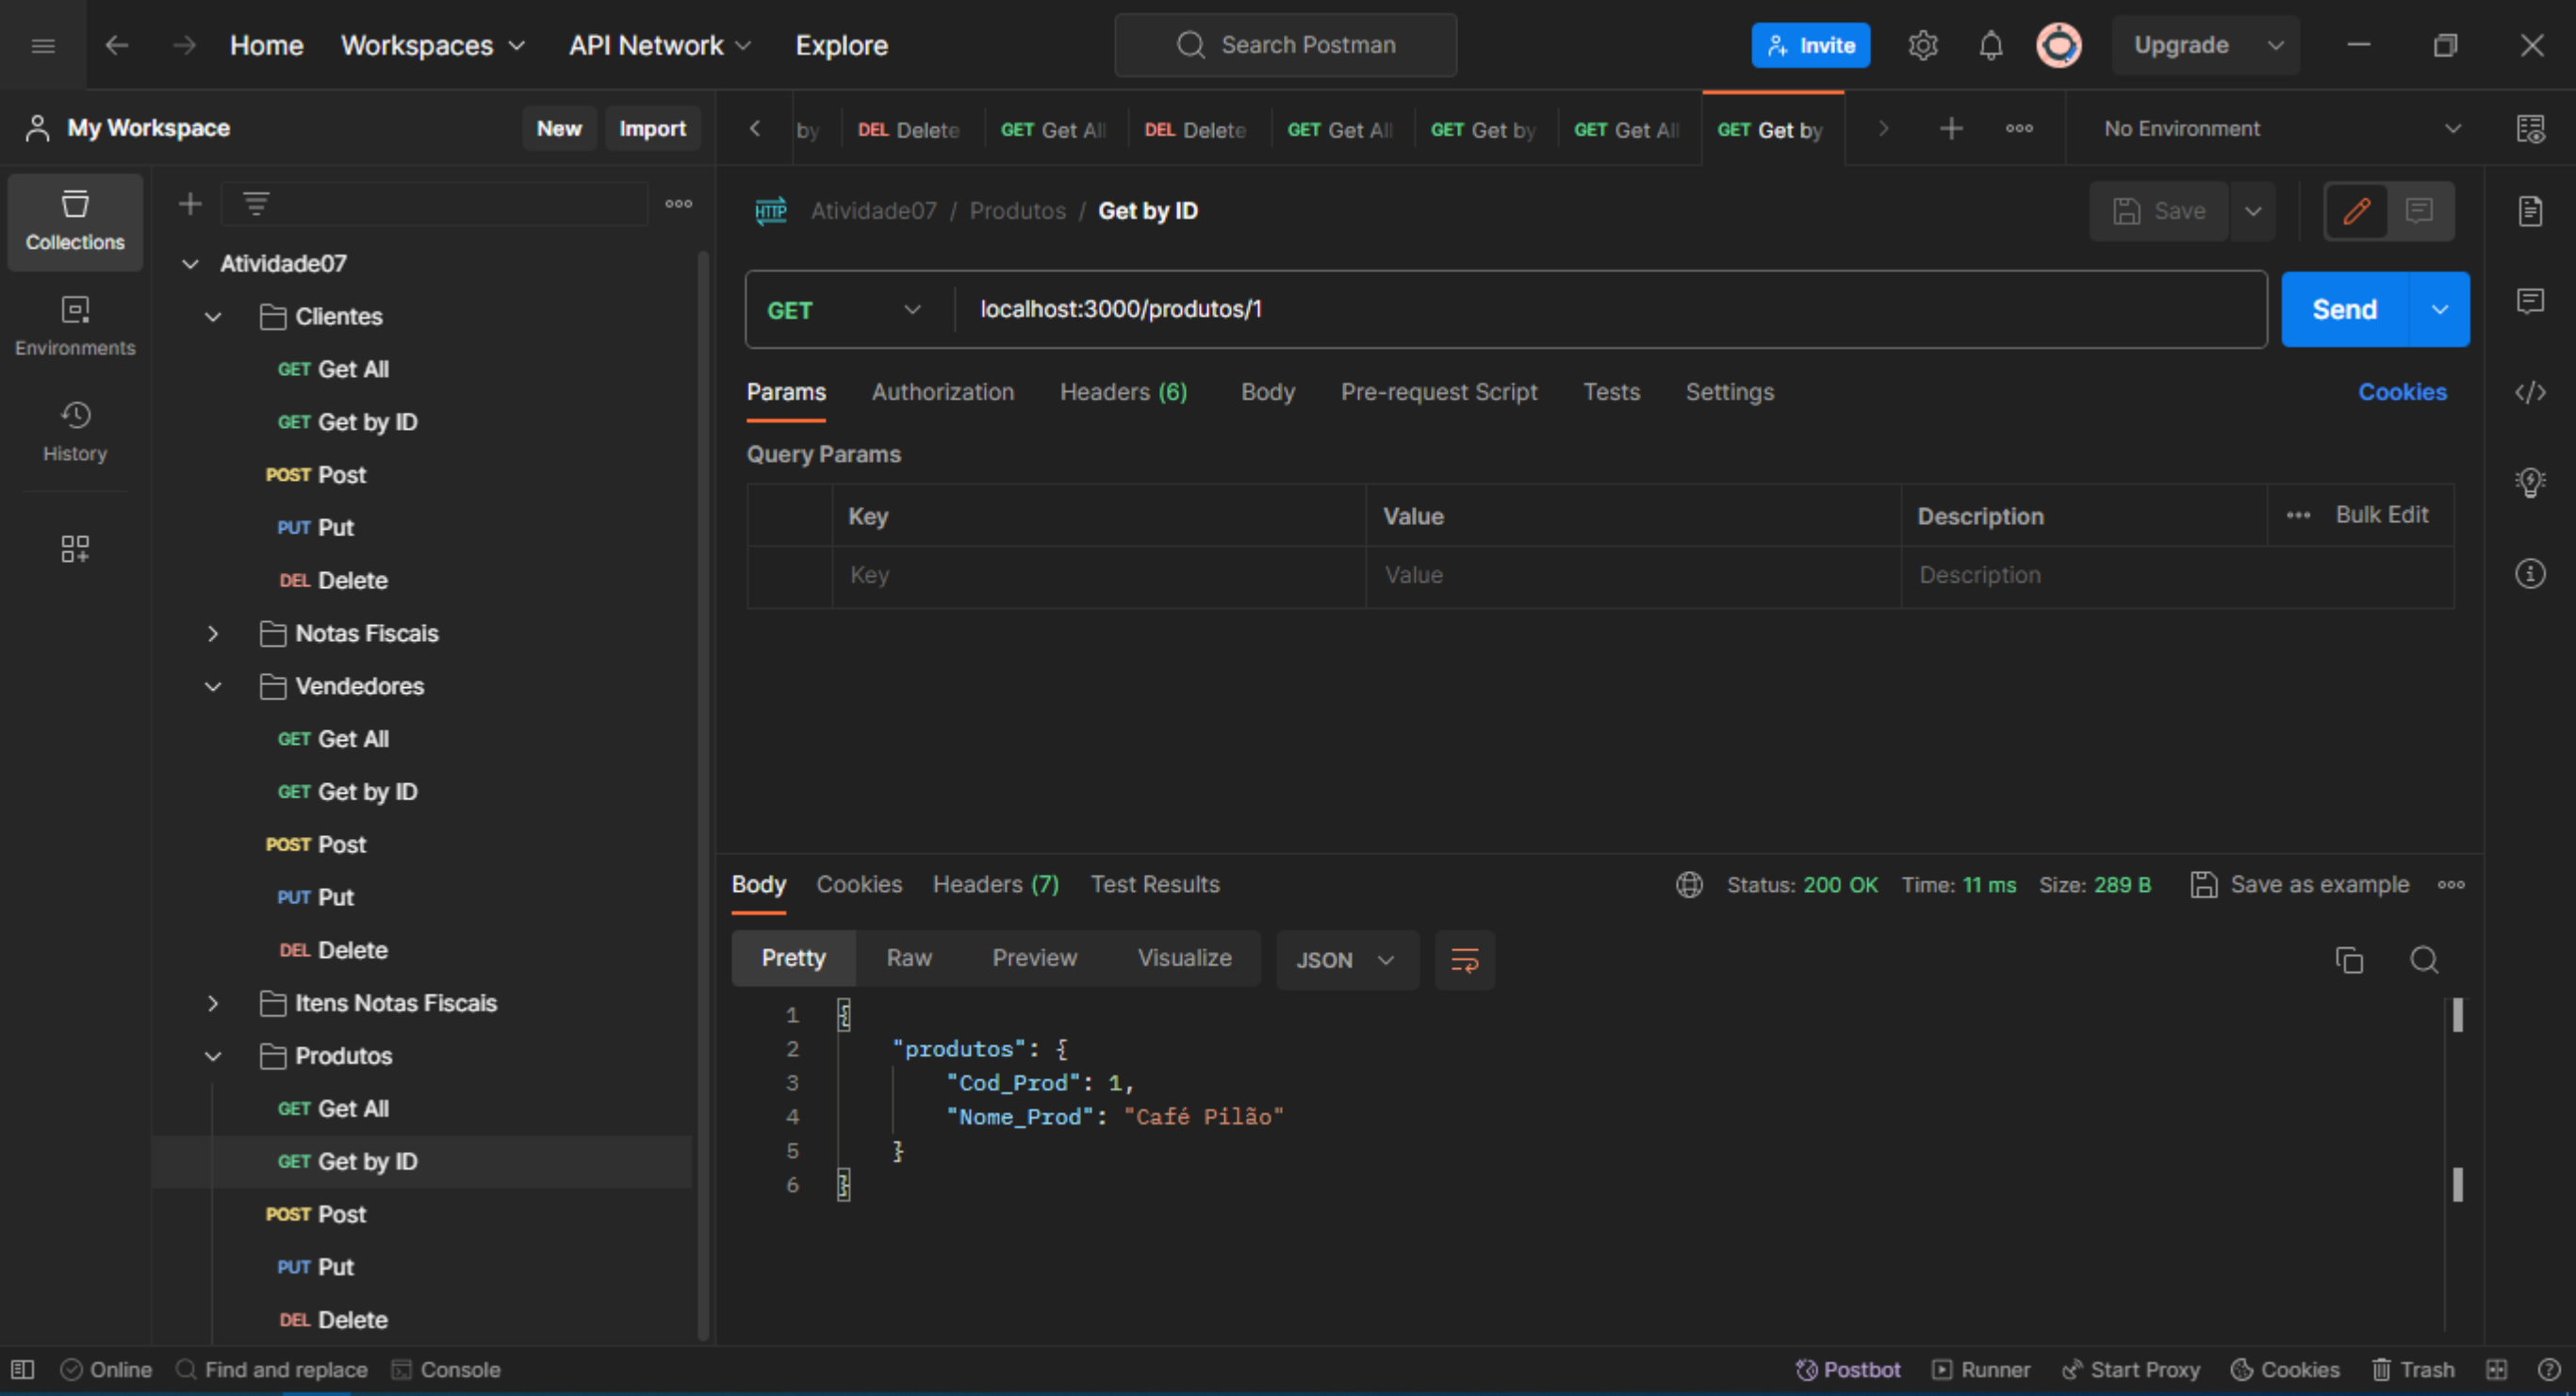 Home Workspaces API Network Explore Search Postman Invite Upgrade
My Workspace New Import
by DEL Delete GET Get All DEL Delete GET Get All GET Get by GET Get All GET Get by No Environment
Collections
Environments
History
Atividade07
Clientes
GET Get All
GET Get by ID
POST Post
PUT Put
DEL Delete
Notas Fiscais
Vendedores
GET Get All
GET Get by ID
POST Post
PUT Put
DEL Delete
Itens Notas Fiscais
Produtos
GET Get All
GET Get by ID
POST Post
PUT Put
DEL Delete
HTTP Atividade07 / Produtos / Get by ID Save
GET localhost:3000/produtos/1 Send
Params Authorization Headers (6) Body Pre-request Script Tests Settings Cookies
Query Params
Key Value Description Bulk Edit
Key Value Description
Body Cookies Headers (7) Test Results Status: 200 OK Time: 11 ms Size: 289 B Save as example
Pretty Raw Preview Visualize JSON
1 {
2 "produtos": {
3 "Cod_Prod": 1,
4 "Nome_Prod": "Café Pilão"
5 }
6 }
Online Find and replace Console Postbot Runner Start Proxy Cookies Trash